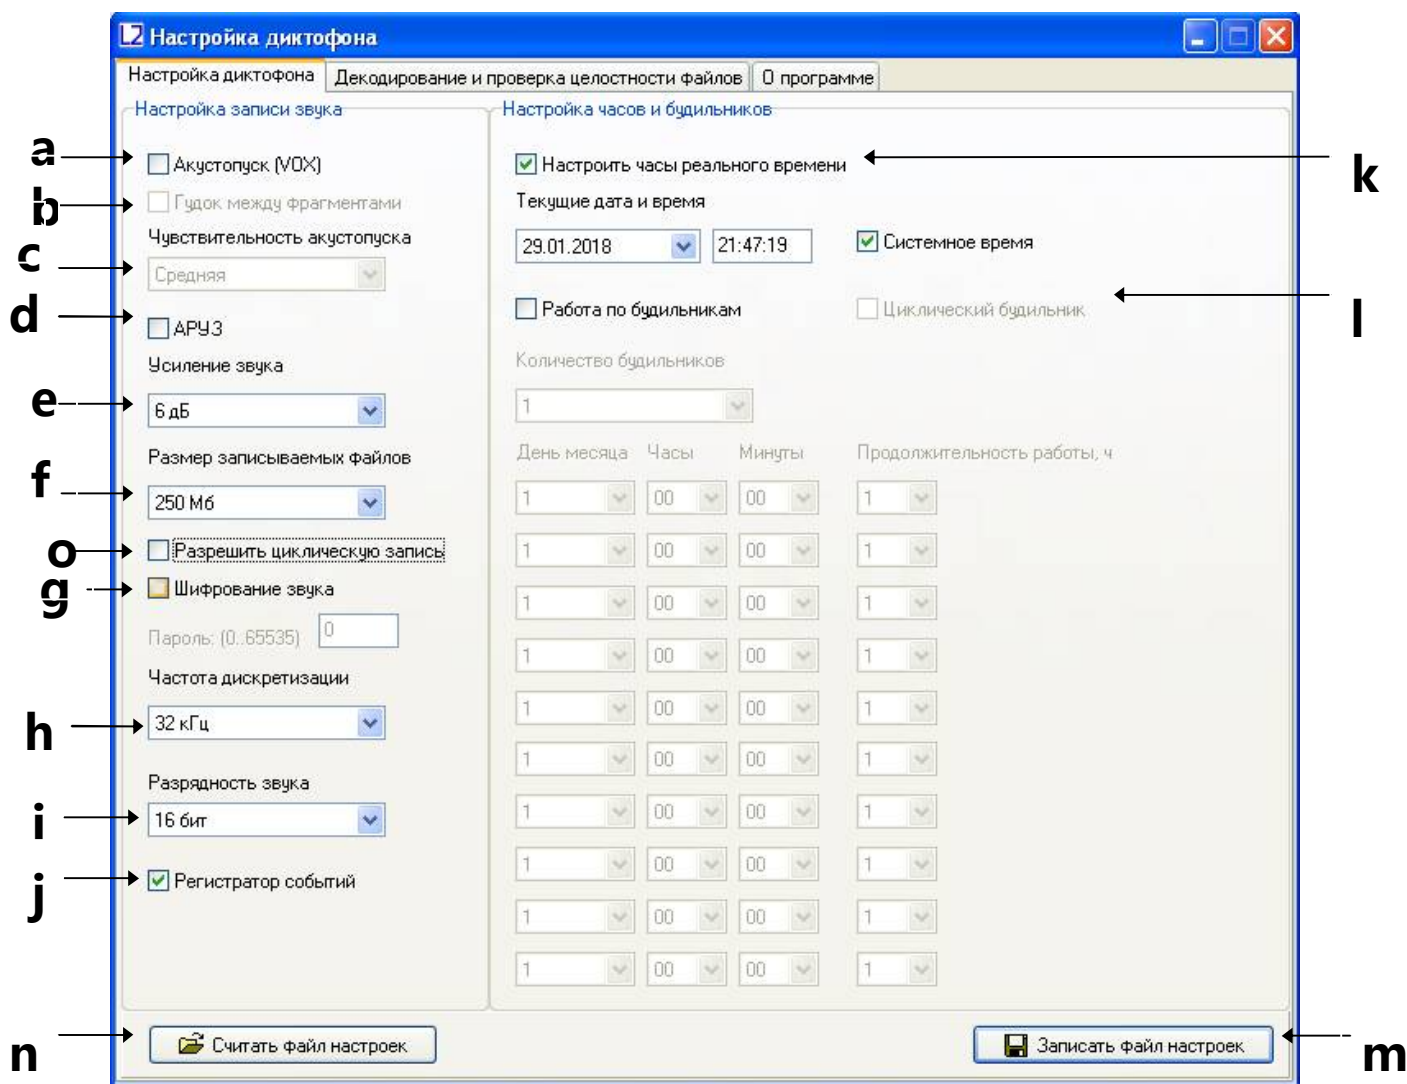 LZ Настройка диктофона
Настройка диктофона Декодирование и проверка целостности файлов О программе
Настройка записи звука
a Акустопуск (VOX)
b Гудок между фрагментами
Чувствительность акустопуска
c Средняя
d АРУЗ
Усиление звука
e 6 дБ
Размер записываемых файлов
f 250 Мб
o Разрешить циклическую запись
g Шифрование звука
Пароль: (0..65535) 0
Частота дискретизации
h 32 кГц
Разрядность звука
i 16 бит
j Регистратор событий
Настройка часов и будильников
Настроить часы реального времени k
Текущие дата и время
29.01.2018 21:47:19 Системное время
Работа по будильникам Циклический будильник l
Количество будильников
1
День месяца Часы Минуты Продолжительность работы, ч
1 00 00 1
1 00 00 1
1 00 00 1
1 00 00 1
1 00 00 1
1 00 00 1
1 00 00 1
1 00 00 1
1 00 00 1
1 00 00 1
n Считать файл настроек Записать файл настроек m